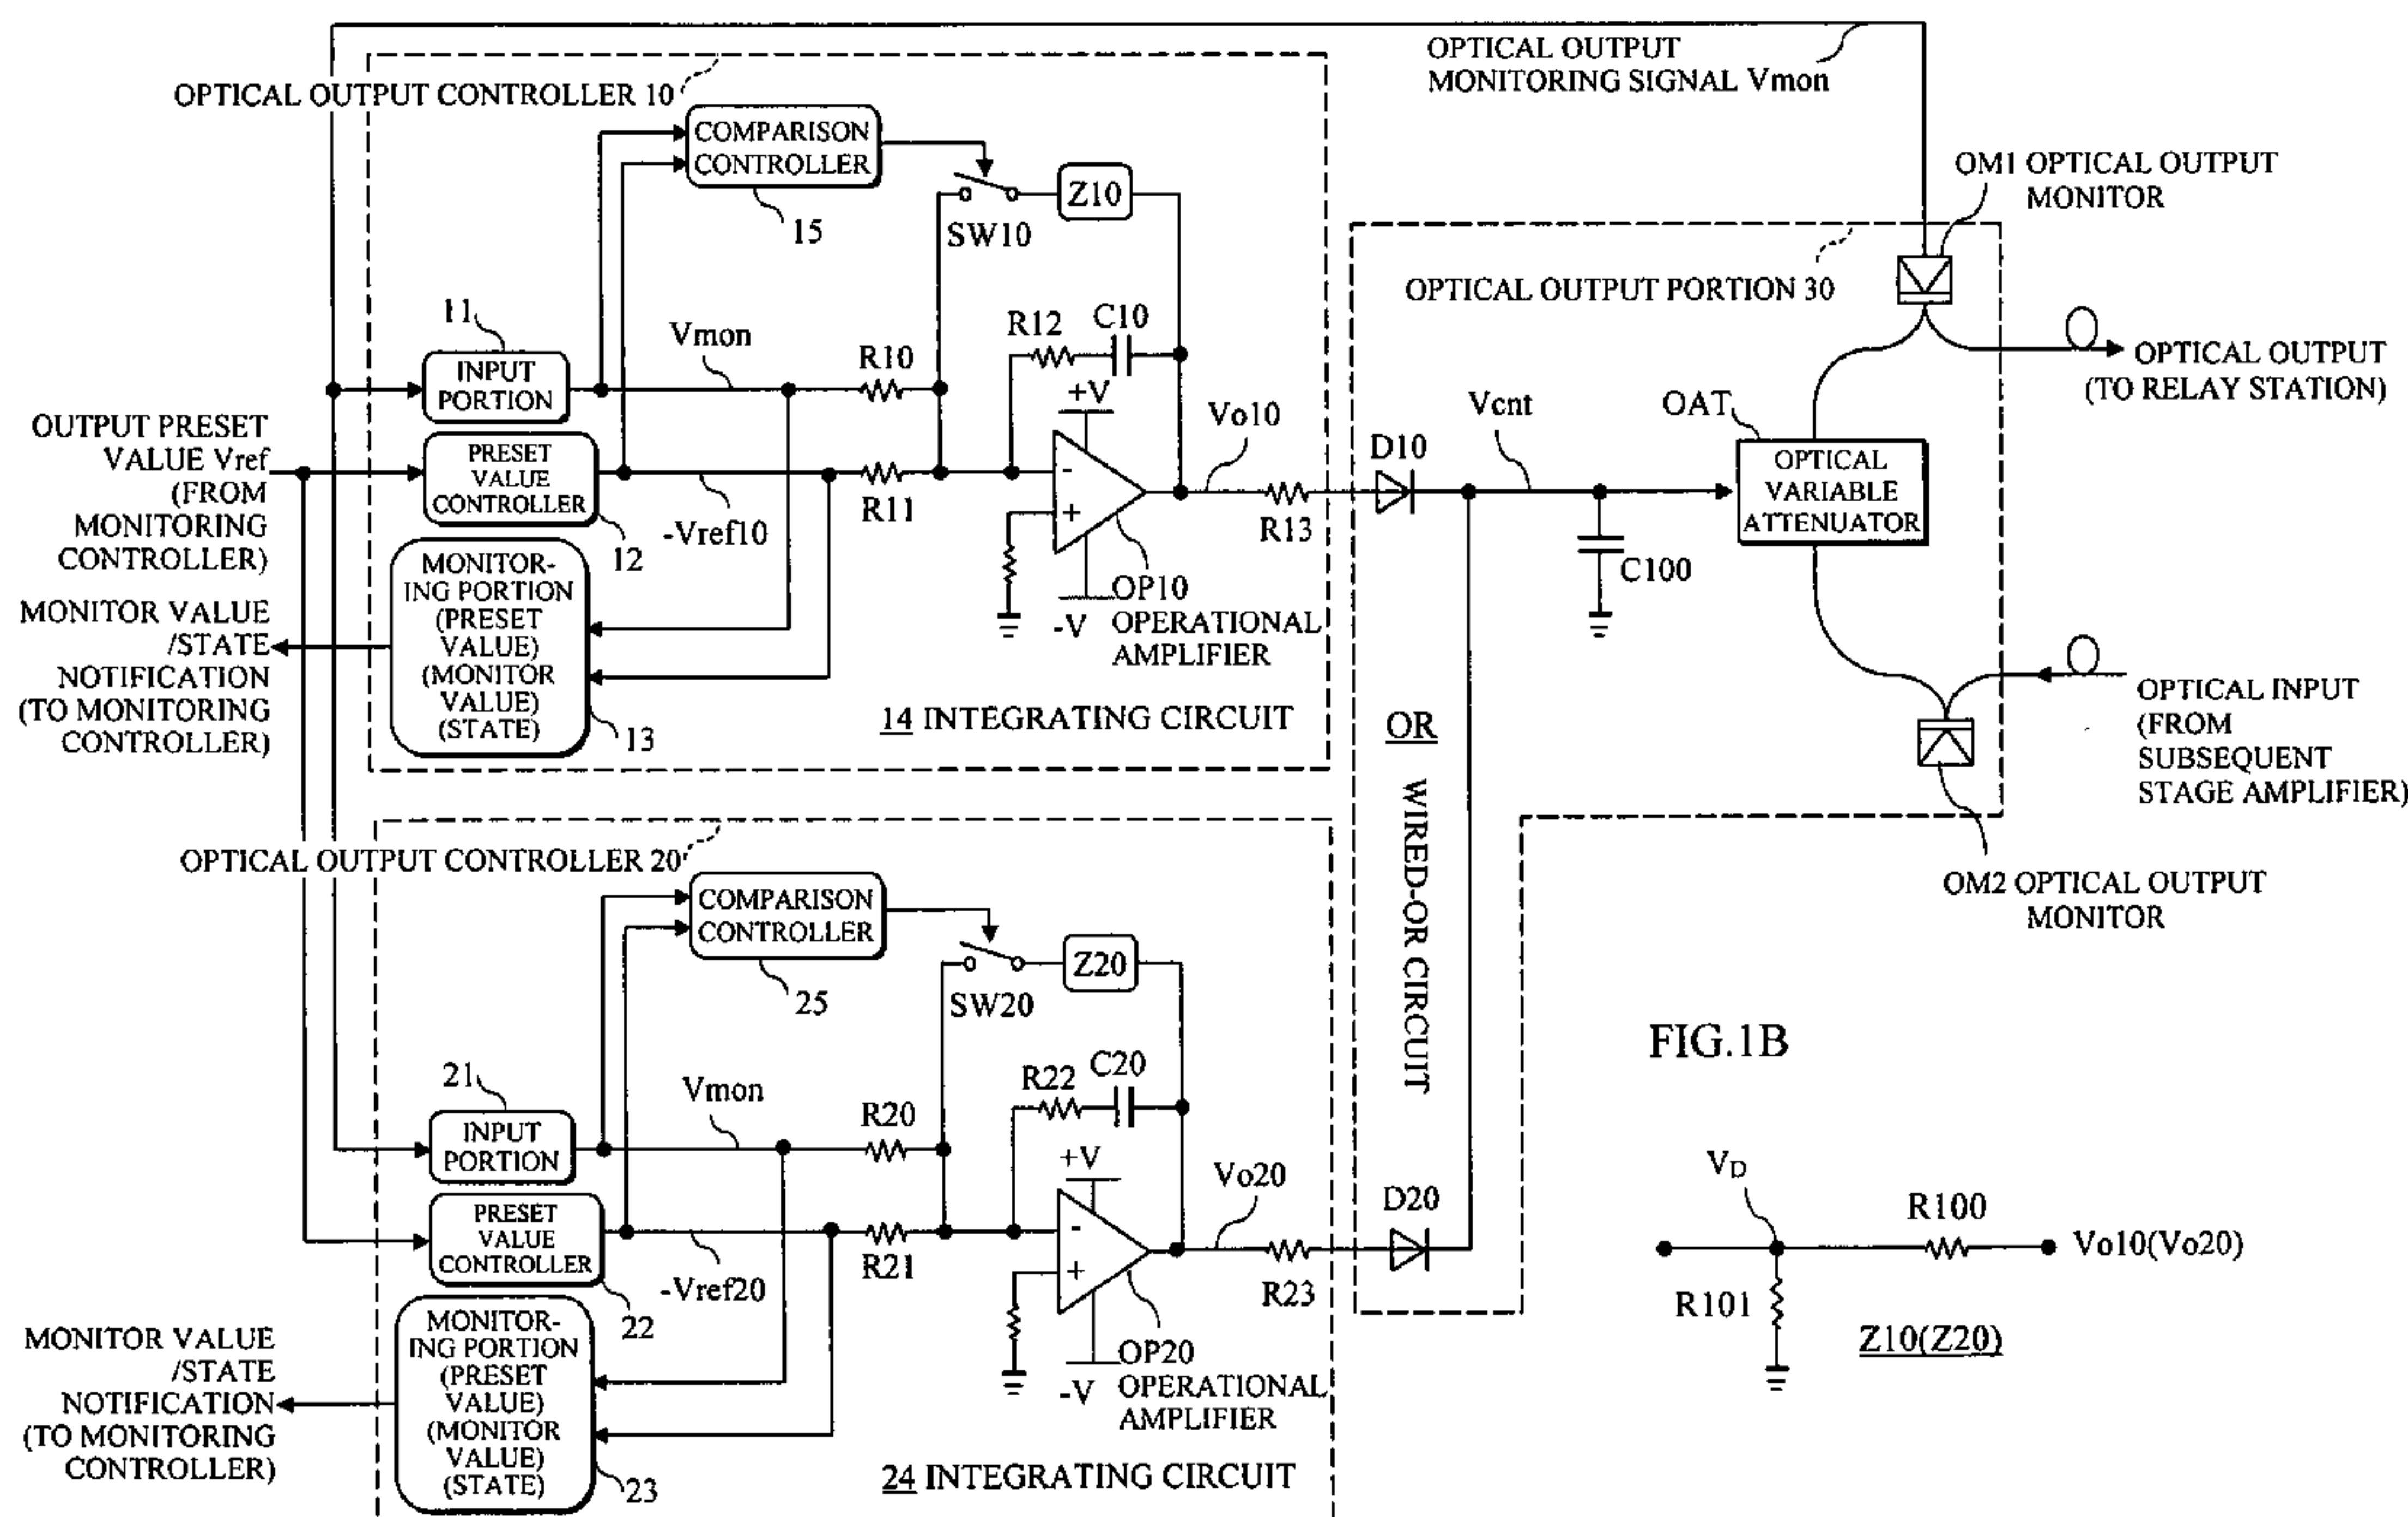 OPTICAL OUTPUT
MONITORING SIGNAL Vmon
OPTICAL OUTPUT CONTROLLER 10
COMPARISON
CONTROLLER
15
SW10
Z10
OM1 OPTICAL OUTPUT
MONITOR
OPTICAL OUTPUT PORTION 30
11
INPUT
PORTION
Vmon
R10
R12
C10
+V
OPTICAL OUTPUT
(TO RELAY STATION)
OUTPUT PRESET
VALUE Vref
(FROM
MONITORING
CONTROLLER)
PRESET
VALUE
CONTROLLER
12
-Vref10
R11
-
+
Vo10
R13
D10
Vcnt
OAT
OPTICAL
VARIABLE
ATTENUATOR
C100
OP10
OPERATIONAL
AMPLIFIER
-V
MONITOR VALUE
/STATE
NOTIFICATION
(TO MONITORING
CONTROLLER)
MONITOR-
ING PORTION
(PRESET
VALUE)
(MONITOR
VALUE)
(STATE)
13
14 INTEGRATING CIRCUIT
OR
WIRED-OR CIRCUIT
OPTICAL INPUT
(FROM
SUBSEQUENT
STAGE AMPLIFIER)
OM2 OPTICAL OUTPUT
MONITOR
OPTICAL OUTPUT CONTROLLER 20
COMPARISON
CONTROLLER
25
SW20
Z20
21
INPUT
PORTION
Vmon
R20
R22
C20
+V
PRESET
VALUE
CONTROLLER
22
-Vref20
R21
-
+
Vo20
R23
D20
OP20
OPERATIONAL
AMPLIFIER
-V
MONITOR VALUE
/STATE
NOTIFICATION
(TO MONITORING
CONTROLLER)
MONITOR-
ING PORTION
(PRESET
VALUE)
(MONITOR
VALUE)
(STATE)
23
24 INTEGRATING CIRCUIT
FIG.1B
VD
R100
Vo10(Vo20)
R101
Z10(Z20)